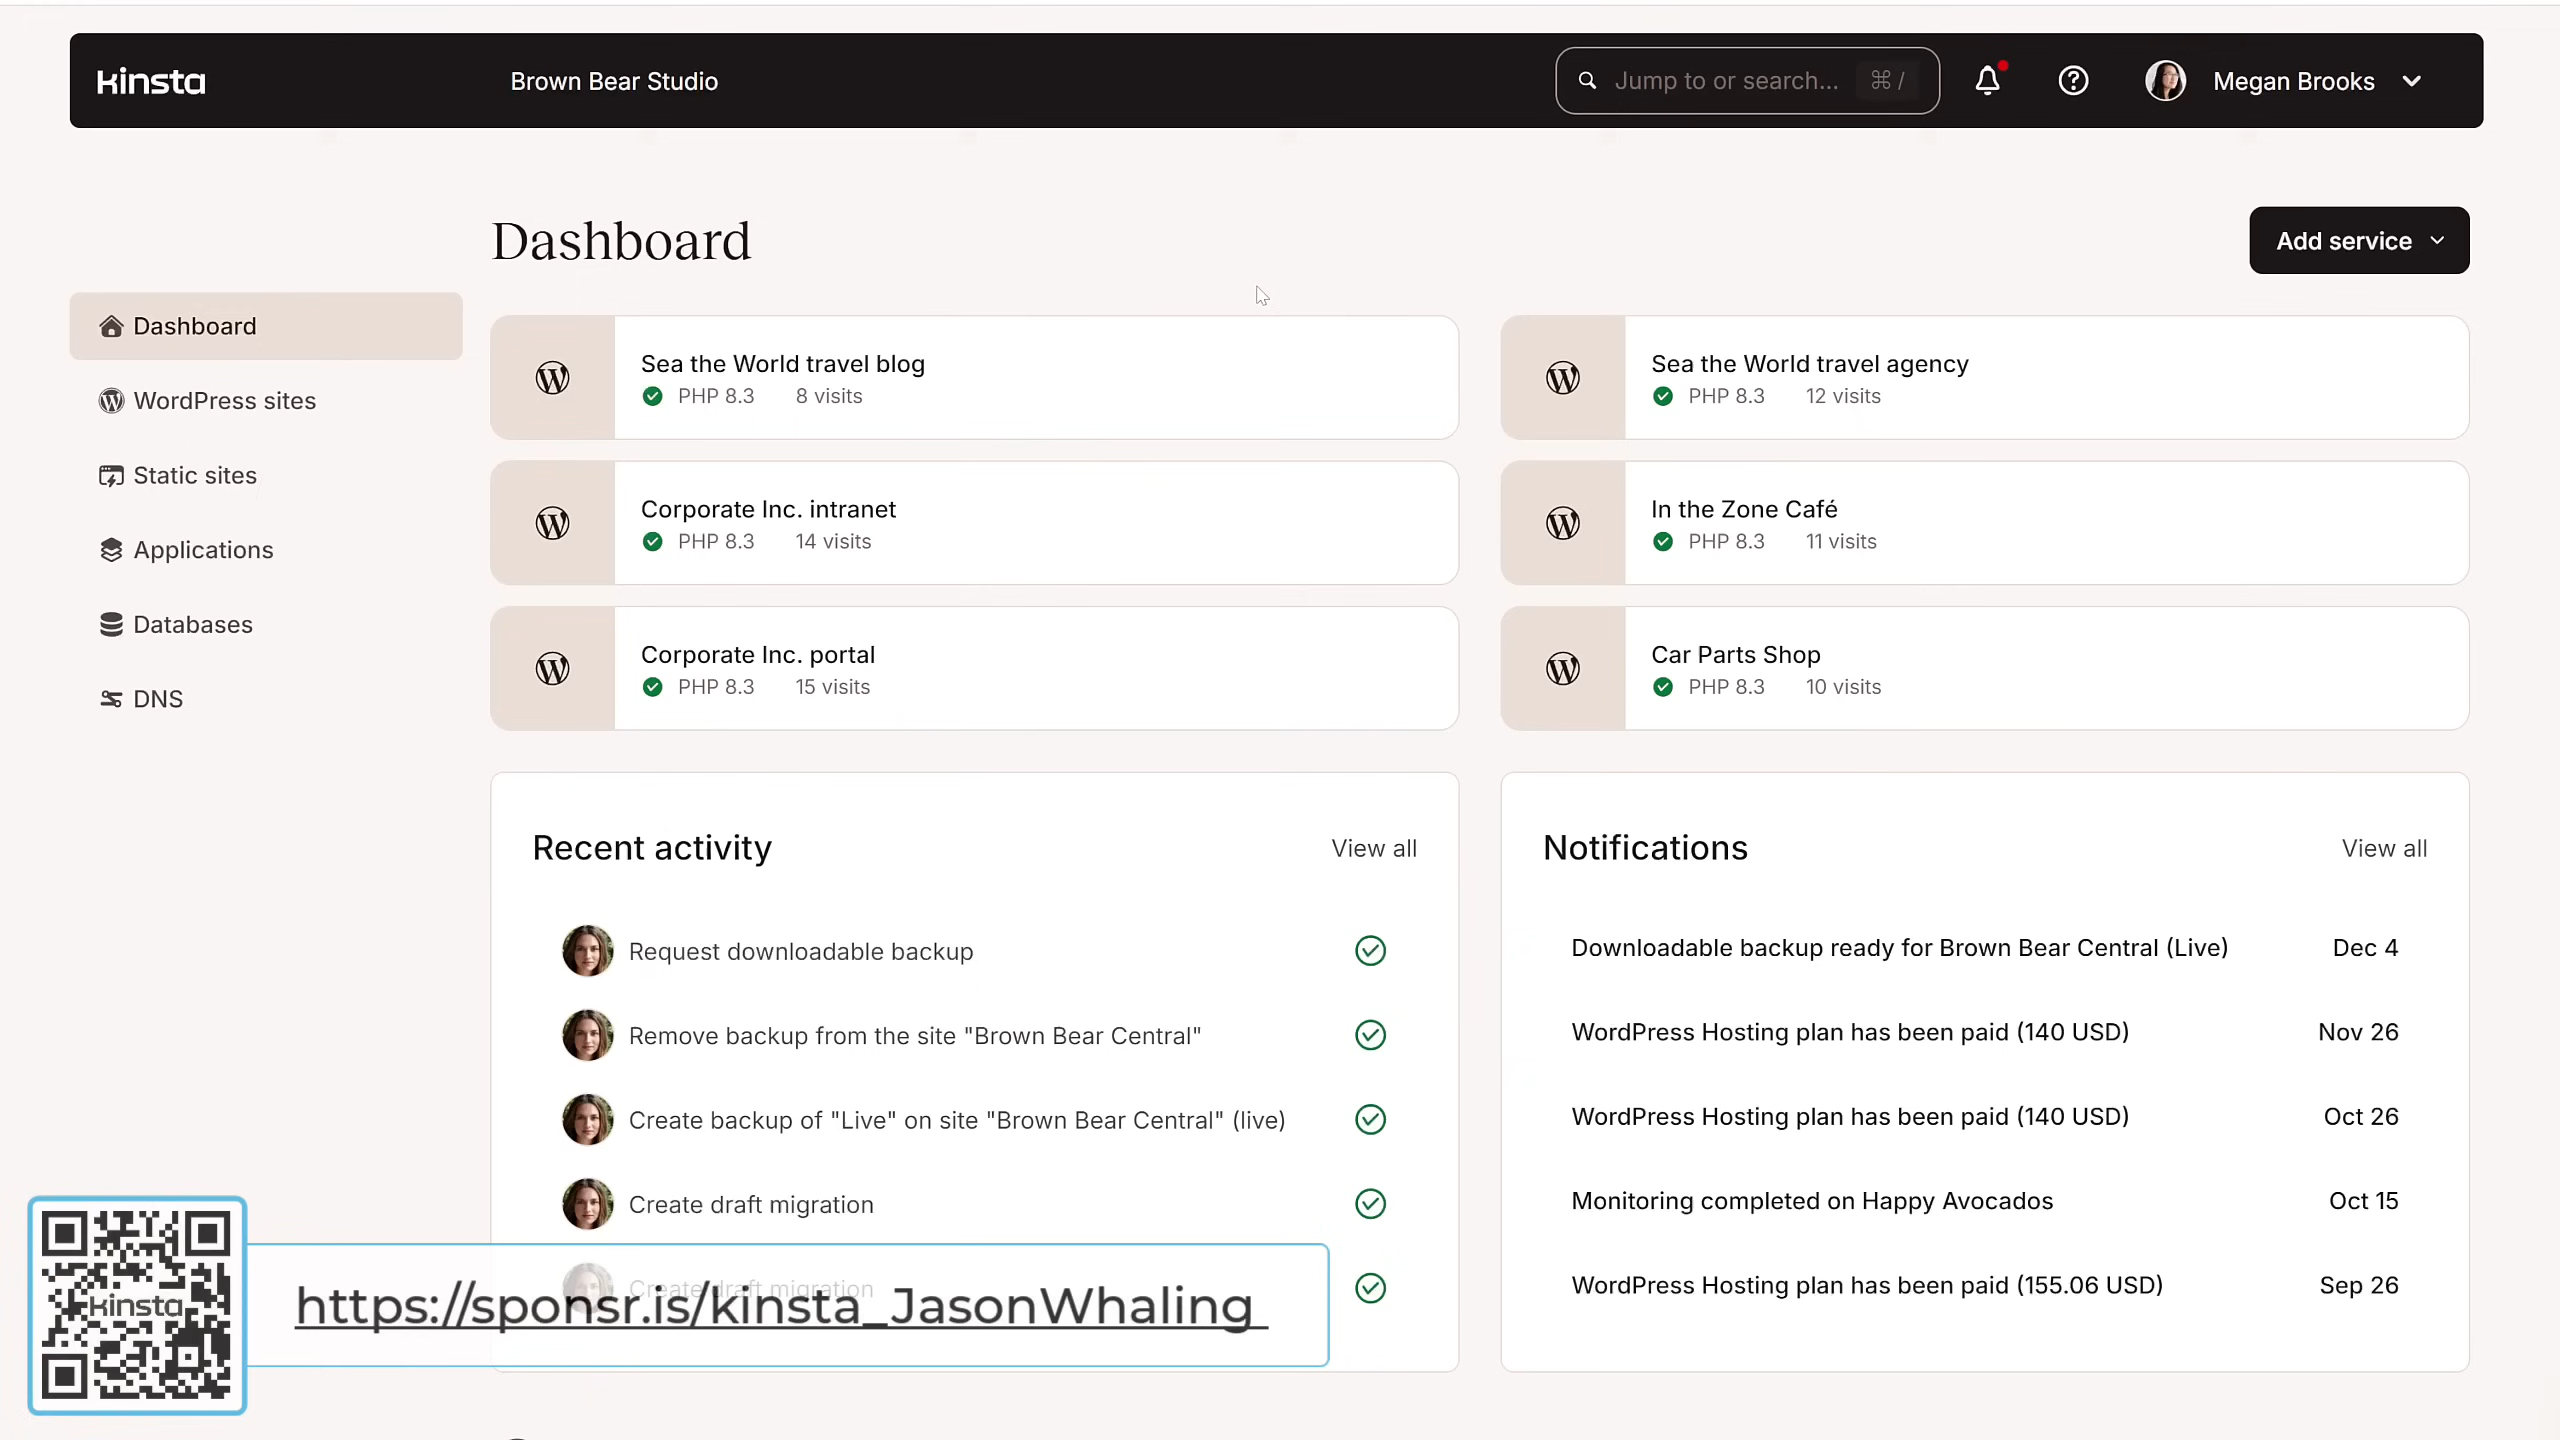 Kinsta
Brown Bear Studio
Jump to or search...
⌘ /
Megan Brooks
Dashboard
Add service
Dashboard
WordPress sites
Static sites
Applications
Databases
DNS
Sea the World travel blog
PHP 8.3 8 visits
Sea the World travel agency
PHP 8.3 12 visits
Corporate Inc. intranet
PHP 8.3 14 visits
In the Zone Café
PHP 8.3 11 visits
Corporate Inc. portal
PHP 8.3 15 visits
Car Parts Shop
PHP 8.3 10 visits
Recent activity
View all
Request downloadable backup
Remove backup from the site "Brown Bear Central"
Create backup of "Live" on site "Brown Bear Central" (live)
Create draft migration
Create draft migration
Notifications
View all
Downloadable backup ready for Brown Bear Central (Live) Dec 4
WordPress Hosting plan has been paid (140 USD) Nov 26
WordPress Hosting plan has been paid (140 USD) Oct 26
Monitoring completed on Happy Avocados Oct 15
WordPress Hosting plan has been paid (155.06 USD) Sep 26
Kinsta
https://sponsr.is/kinsta_JasonWhaling